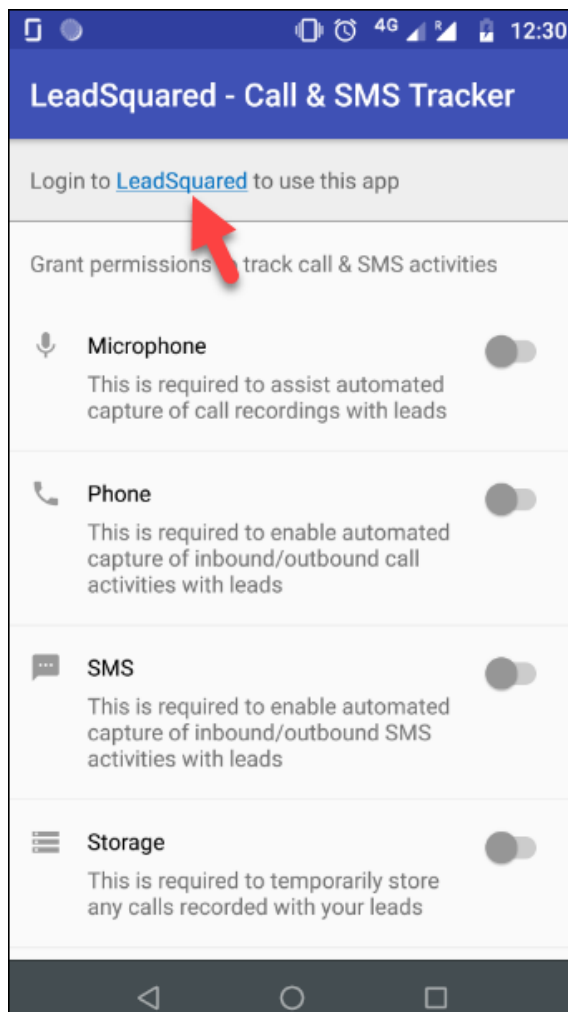 4G R 12:30
LeadSquared - Call & SMS Tracker
Login to LeadSquared to use this app
Grant permissions track call & SMS activities
Microphone
This is required to assist automated
capture of call recordings with leads
Phone
This is required to enable automated
capture of inbound/outbound call
activities with leads
SMS
This is required to enable automated
capture of inbound/outbound SMS
activities with leads
Storage
This is required to temporarily store
any calls recorded with your leads